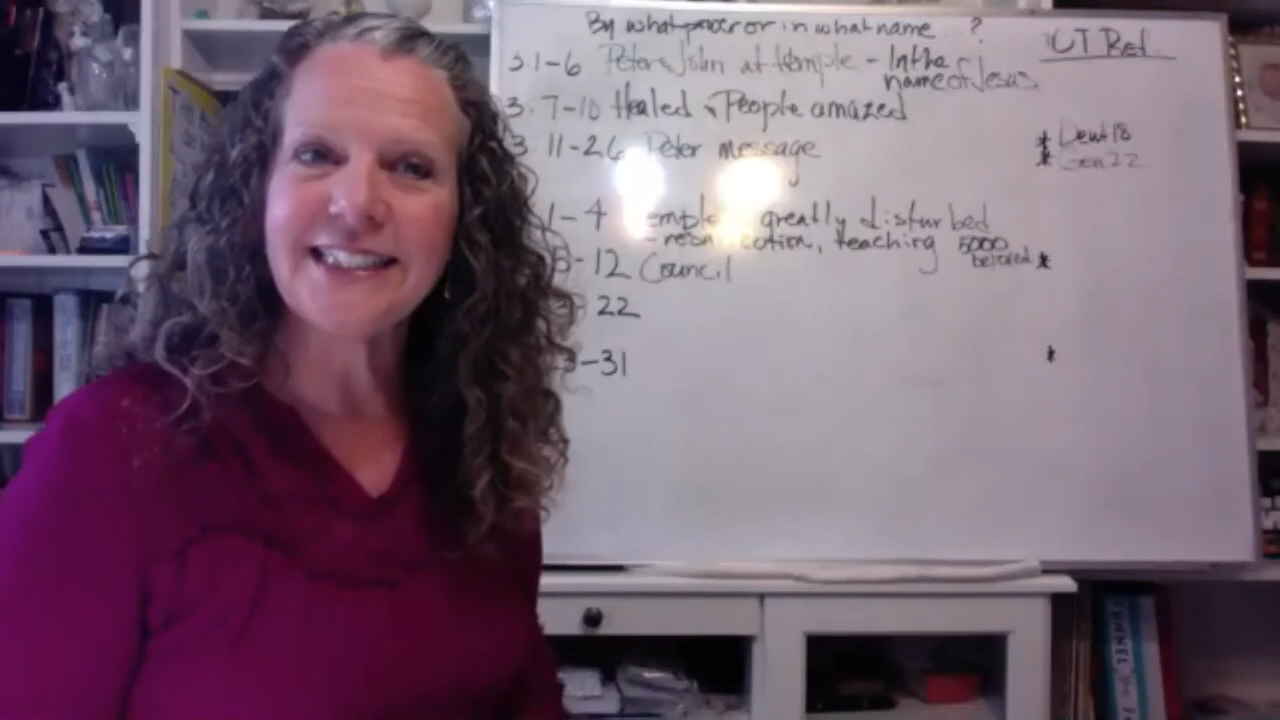 By what power or in what name ?
OT Ref
3:1-6 Peter & John at temple - In the
name of Jesus
3: 7-10 Healed & People amazed
3 11-26 Peter message
* Deut 18
* Gen 22
1-4 greatly disturbed
teaching 5000
believed *
-12 Council
22
-31 *